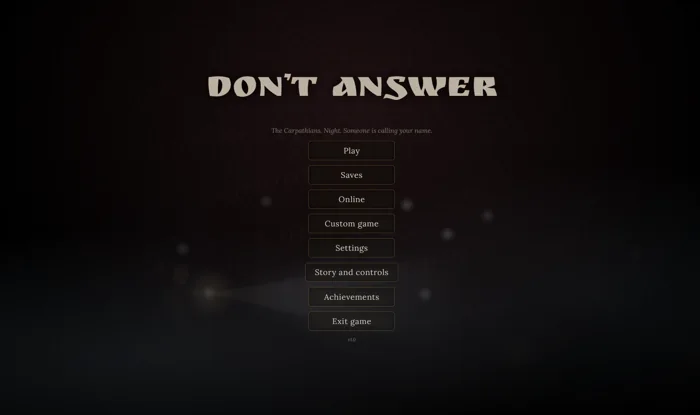 DON'T ANSWER
The Carpathians. Night. Someone is calling your name.
Play
Saves
Online
Custom game
Settings
Story and controls
Achievements
Exit game